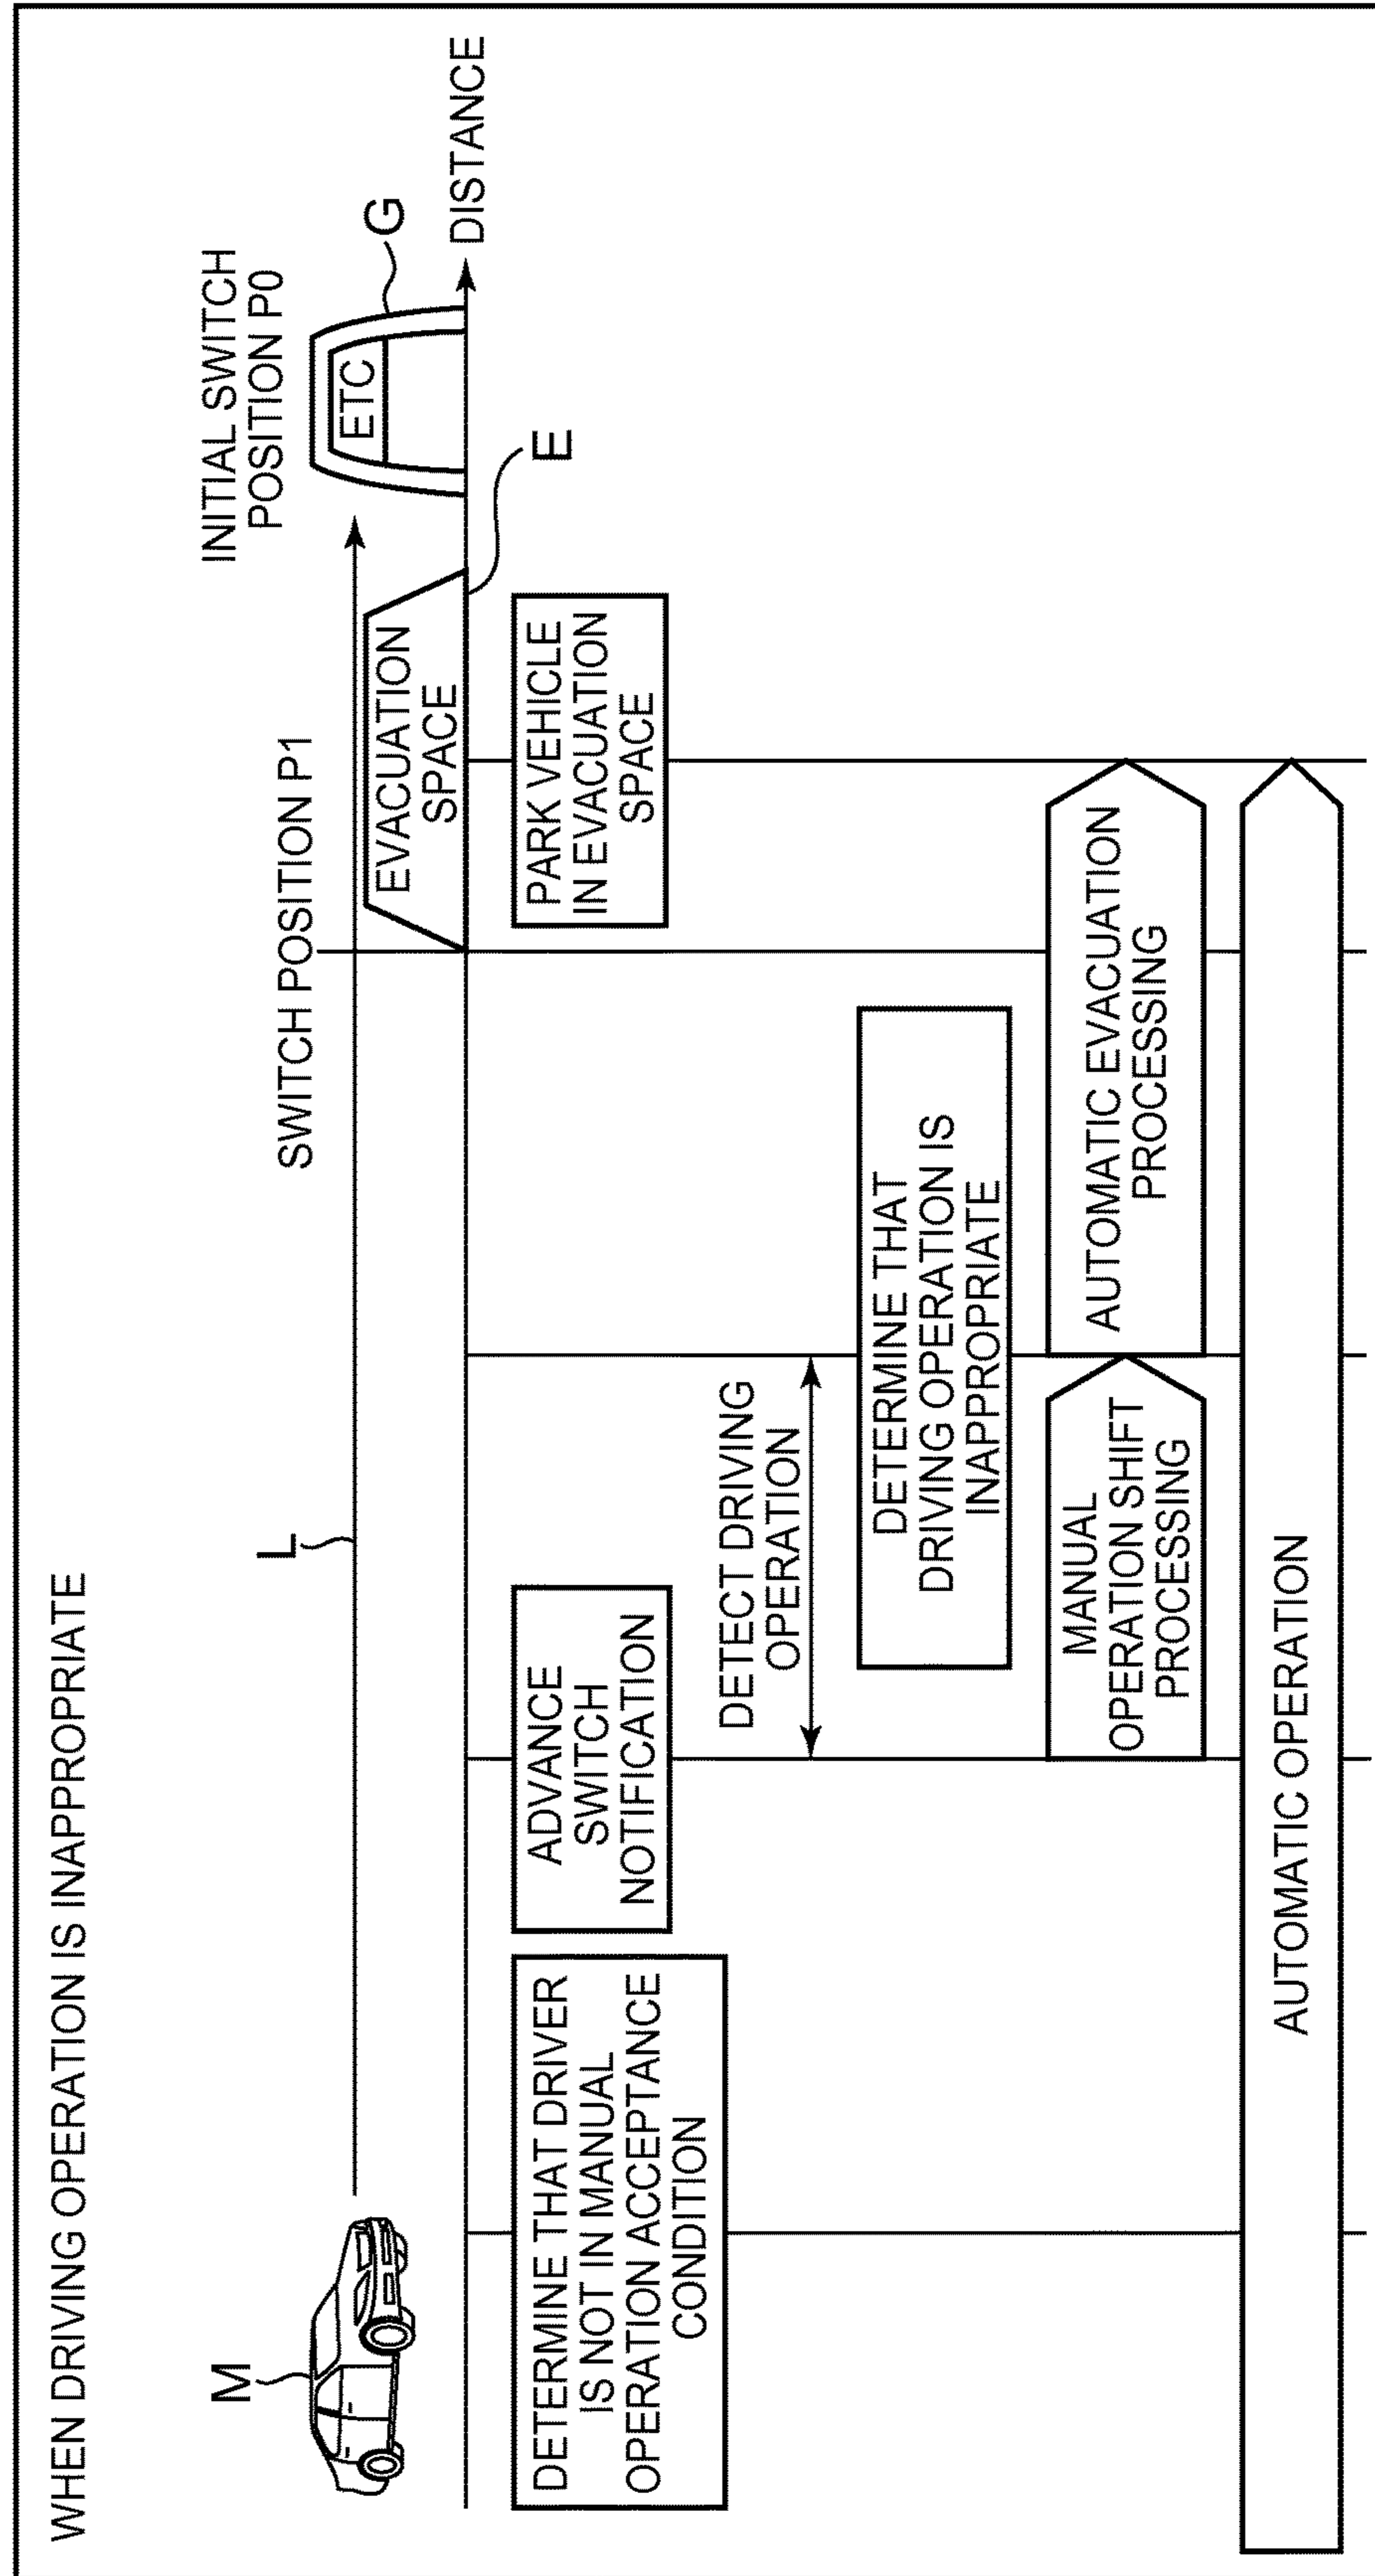 WHEN DRIVING OPERATION IS INAPPROPRIATE
M
L
SWITCH POSITION P1
INITIAL SWITCH
POSITION P0
G
ETC
EVACUATION
SPACE
DISTANCE
E
DETERMINE THAT DRIVER
IS NOT IN MANUAL
OPERATION ACCEPTANCE
CONDITION
ADVANCE
SWITCH
NOTIFICATION
PARK VEHICLE
IN EVACUATION
SPACE
DETECT DRIVING
OPERATION
DETERMINE THAT
DRIVING OPERATION IS
INAPPROPRIATE
MANUAL
OPERATION SHIFT
PROCESSING
AUTOMATIC EVACUATION
PROCESSING
AUTOMATIC OPERATION